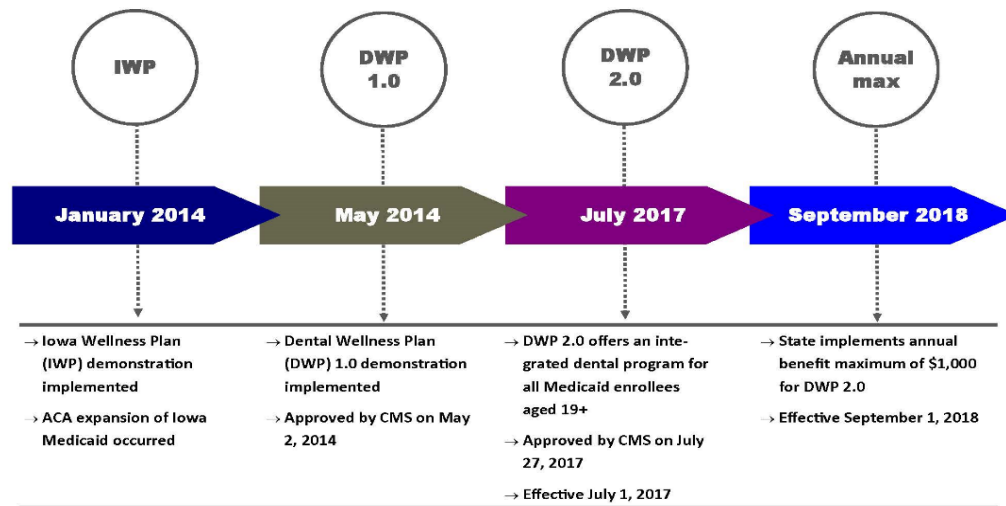 IWP
DWP
1.0
DWP
2.0
Annual
max
January 2014
May 2014
July 2017
September 2018
→ Iowa Wellness Plan
(IWP) demonstration
implemented
→ ACA expansion of Iowa
Medicaid occurred
→ Dental Wellness Plan
(DWP) 1.0 demonstration
implemented
→ Approved by CMS on May
2, 2014
→ DWP 2.0 offers an inte-
grated dental program for
all Medicaid enrollees
aged 19+
→ Approved by CMS on July
27, 2017
→ Effective July 1, 2017
→ State implements annual
benefit maximum of $1,000
for DWP 2.0
→ Effective September 1, 2018